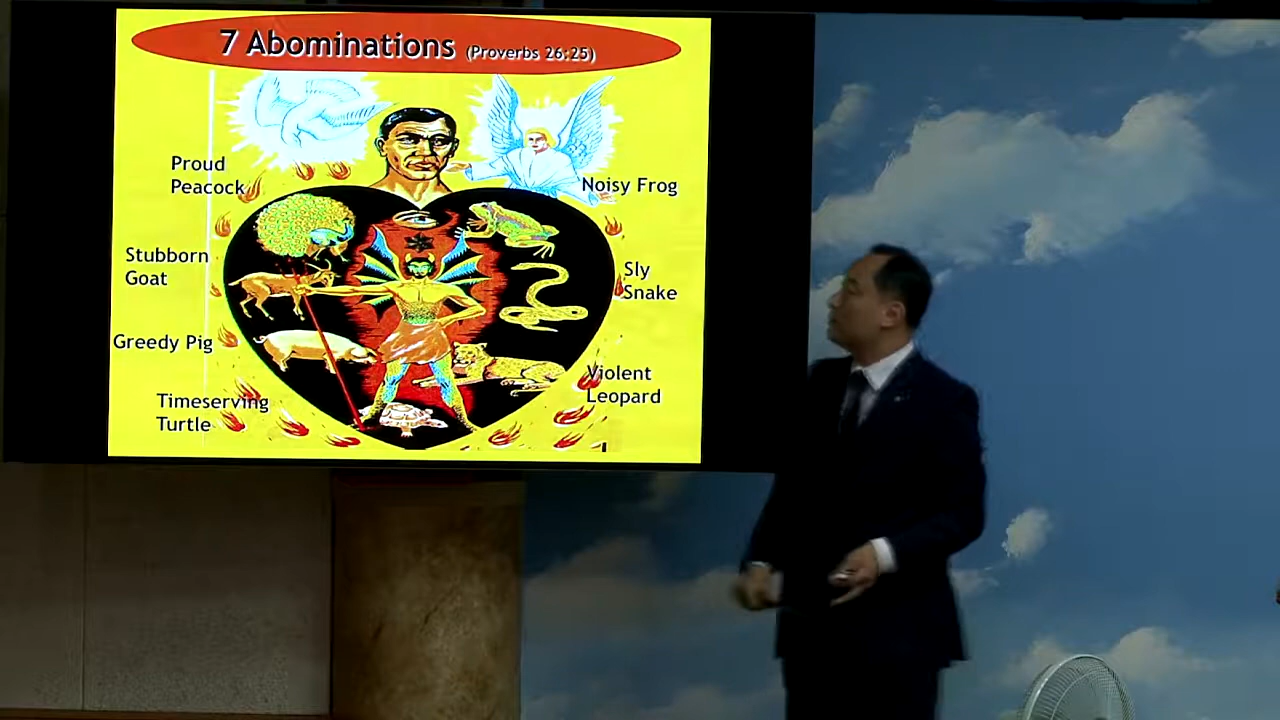 7 Abominations (Proverbs 26:25)
Proud
Peacock
Noisy Frog
Stubborn
Goat
Sly
Snake
Greedy Pig
Violent
Leopard
Timeserving
Turtle